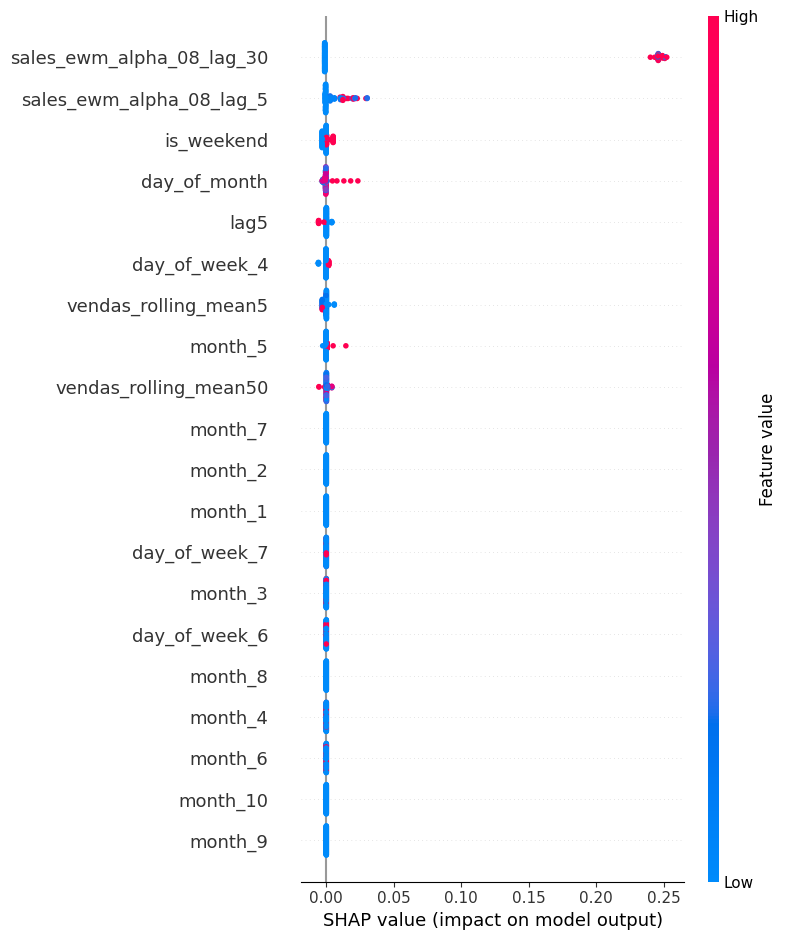 High
sales_ewm_alpha_08_lag_30
sales_ewm_alpha_08_lag_5
is_weekend
day_of_month
lag5
day_of_week_4
vendas_rolling_mean5
month_5
vendas_rolling_mean50
month_7
month_2
month_1
day_of_week_7
month_3
day_of_week_6
month_8
month_4
month_6
month_10
month_9
Feature value
Low
0.00 0.05 0.10 0.15 0.20 0.25
SHAP value (impact on model output)